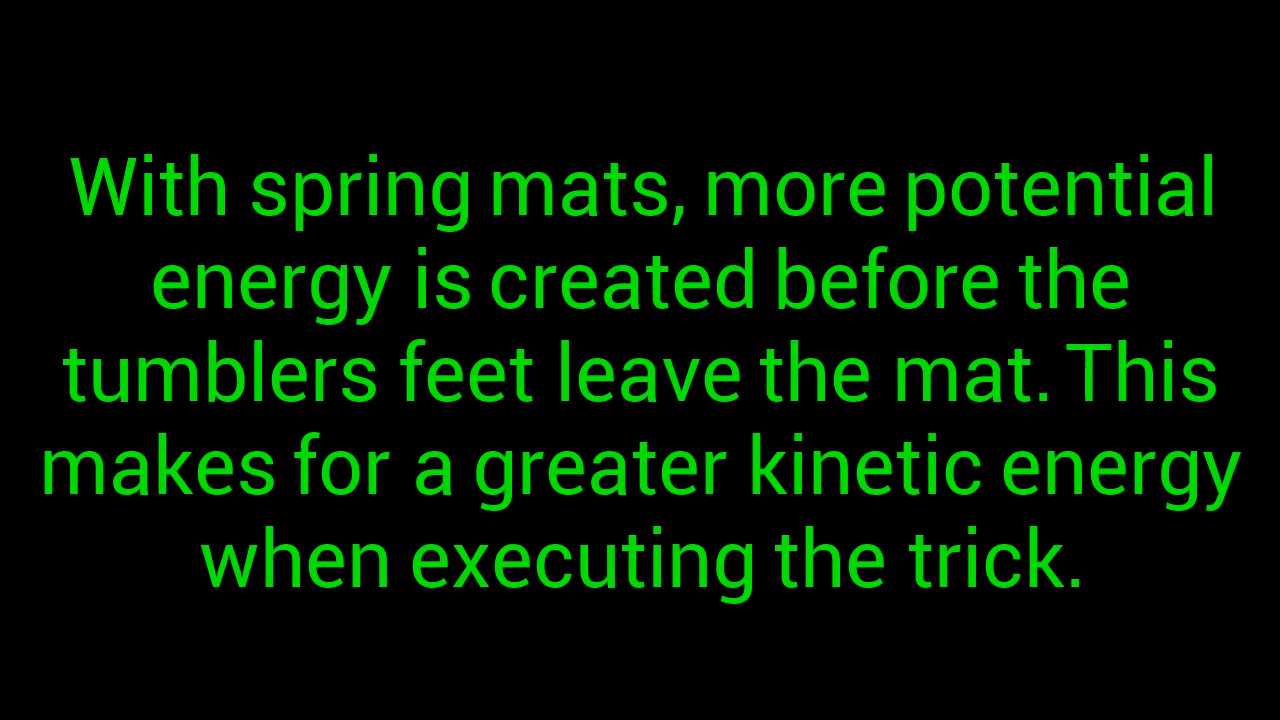 With spring mats, more potential
energy is created before the
tumblers feet leave the mat. This
makes for a greater kinetic energy
when executing the trick.